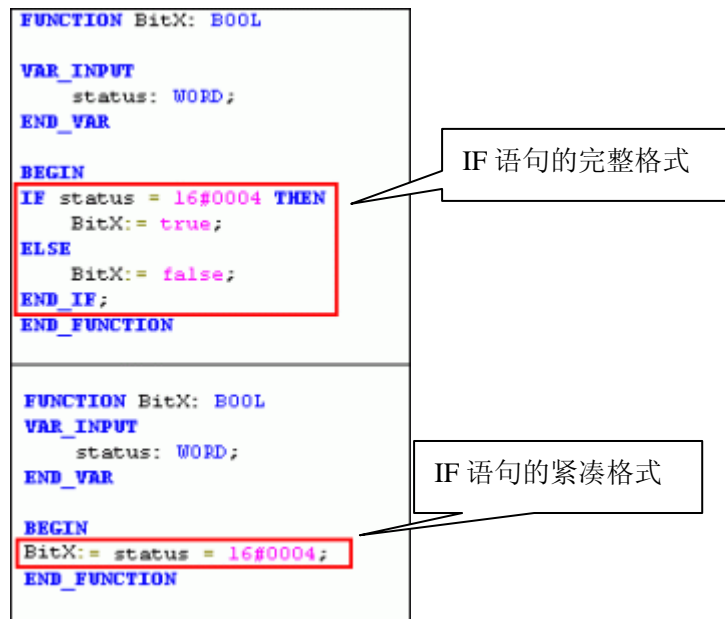 FUNCTION BitX: BOOL
VAR_INPUT
status: WORD;
END_VAR
BEGIN
IF status = 16#0004 THEN
BitX:= true;
ELSE
BitX:= false;
END_IF;
END_FUNCTION
IF 语句的完整格式
FUNCTION BitX: BOOL
VAR_INPUT
status: WORD;
END_VAR
BEGIN
BitX:= status = 16#0004;
END_FUNCTION
IF 语句的紧凑格式